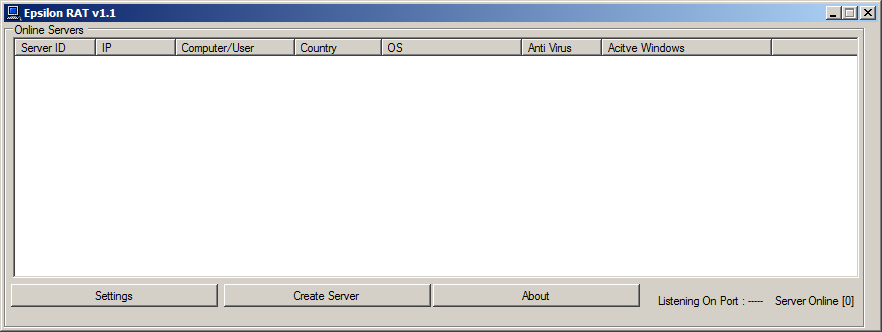 Epsilon RAT v1.1
Online Servers
Server ID IP Computer/User Country OS Anti Virus Acitve Windows
Settings Create Server About Listening On Port : ----- Server Online [0]